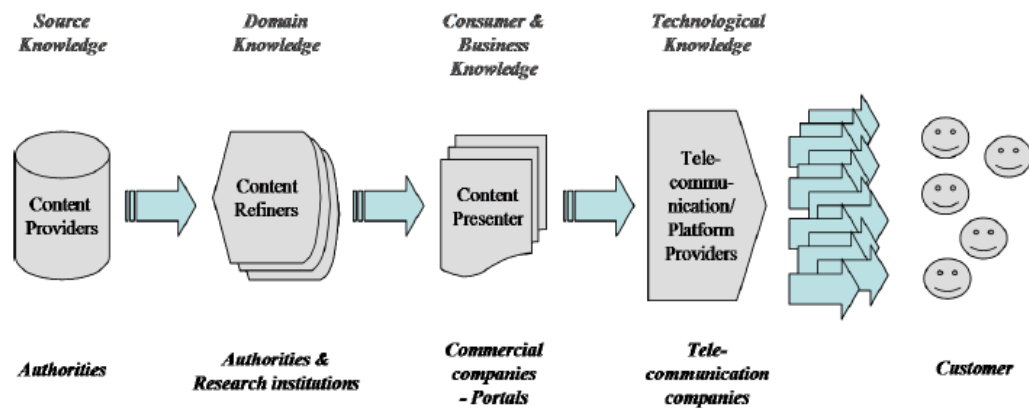 Source
Knowledge
Domain
Knowledge
Consumer &
Business
Knowledge
Technological
Knowledge
Content
Providers
Content
Refiners
Content
Presenter
Tele-
commu-
nication/
Platform
Providers
Authorities
Authorities &
Research institutions
Commercial
companies
- Portals
Tele-
communication
companies
Customer